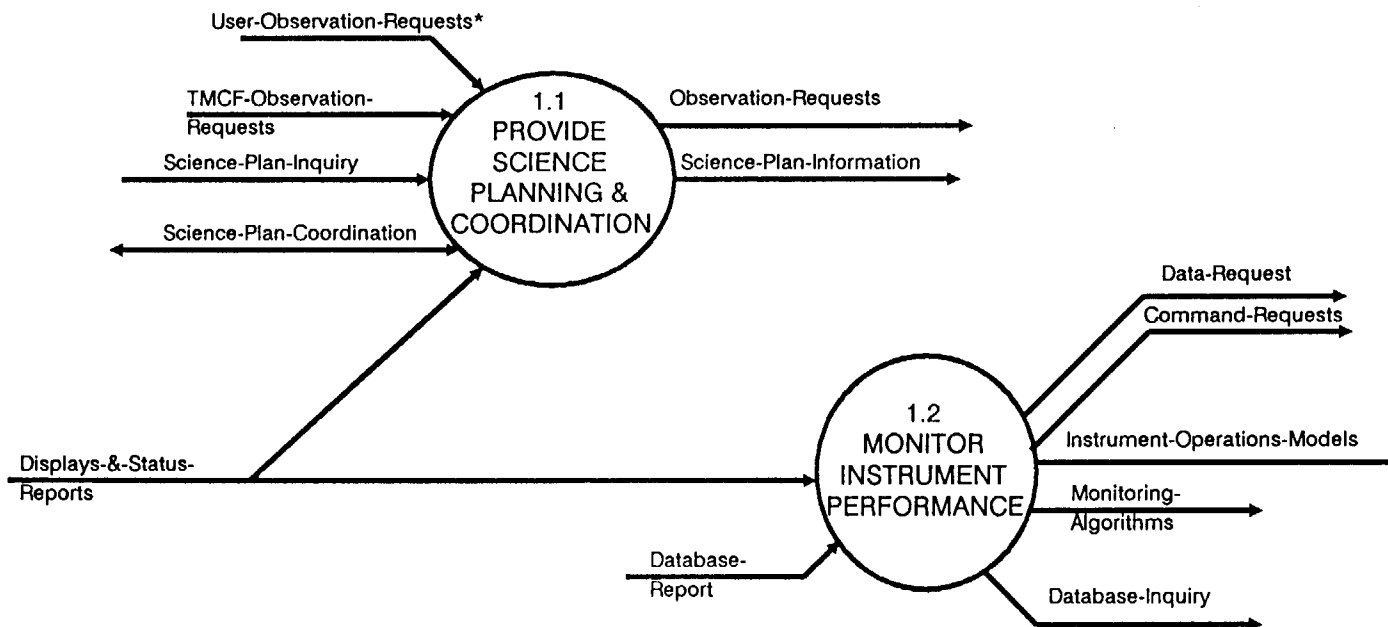 User-Observation-Requests*
TMCF-Observation-
Requests
Science-Plan-Inquiry
Science-Plan-Coordination
1.1
PROVIDE
SCIENCE
PLANNING &
COORDINATION
Observation-Requests
Science-Plan-Information
Displays-&-Status-
Reports
Database-
Report
1.2
MONITOR
INSTRUMENT
PERFORMANCE
Data-Request
Command-Requests
Instrument-Operations-Models
Monitoring-
Algorithms
Database-Inquiry